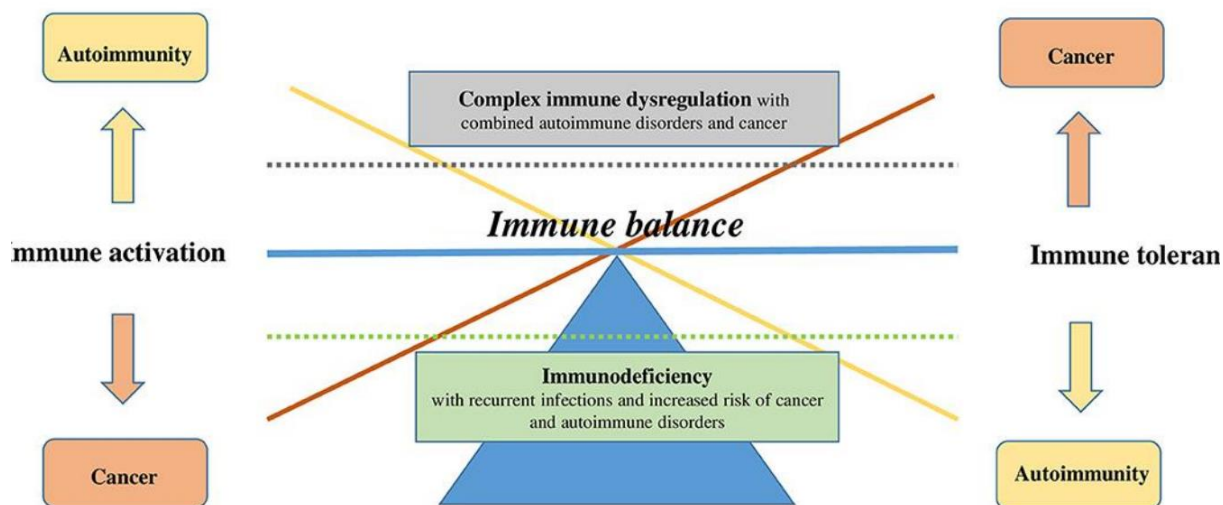 Autoimmunity
Cancer
Complex immune dysregulation with
combined autoimmune disorders and cancer
Immune balance
mmune activation
Immune toleran
Immunodeficiency
with recurrent infections and increased risk of cancer
and autoimmune disorders
Cancer
Autoimmunity